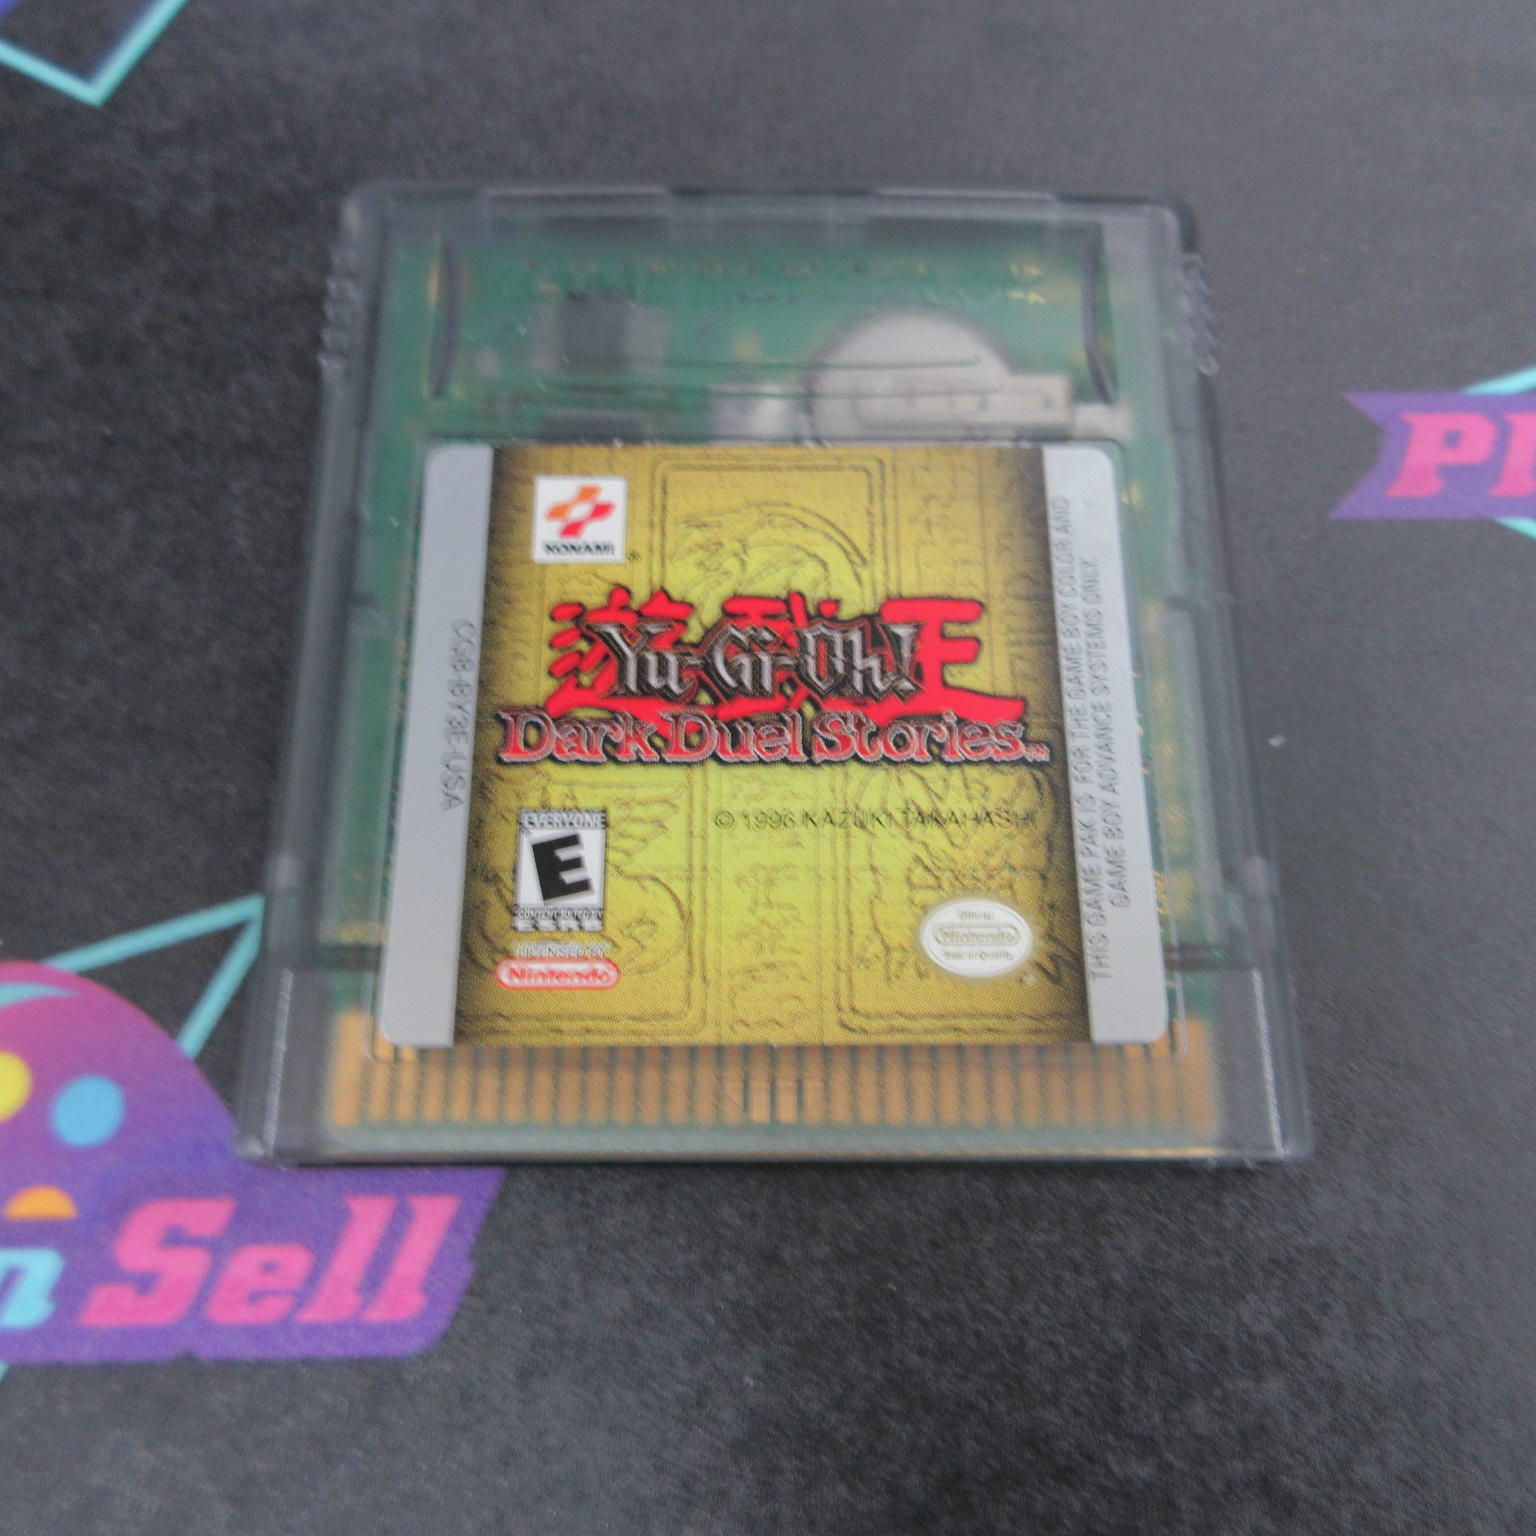 KONAMI
®
遊戯王
Yu-Gi-Oh!
Dark Duel Stories
© 1996 KAZUKI TAKAHASHI
EVERYONE
E
CONTENT RATED BY
ESRB
LICENSED BY
Nintendo
Official
Nintendo
Seal of Quality
CGB-BY3E-USA
THIS GAME PAK IS FOR THE GAME BOY COLOR AND
GAME BOY ADVANCE SYSTEMS ONLY.
Sell